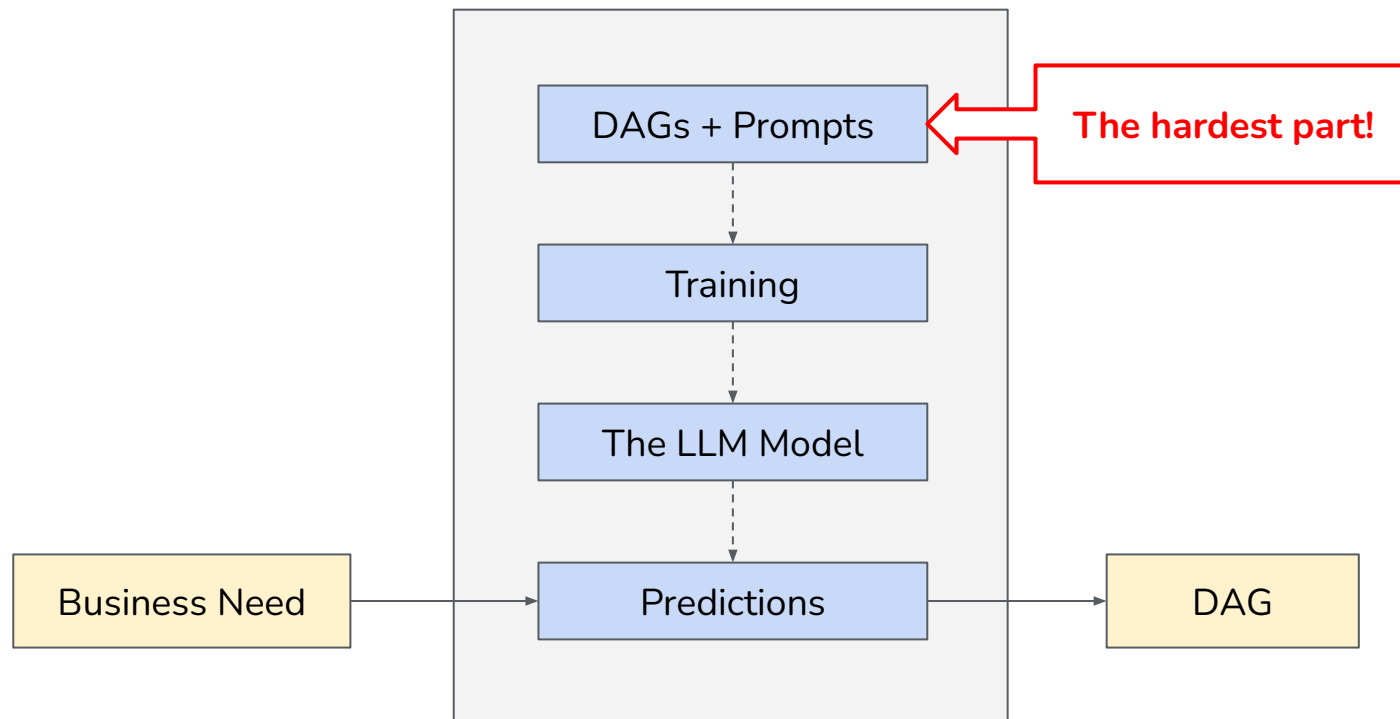 DAGs + Prompts
The hardest part!
Training
The LLM Model
Business Need
Predictions
DAG